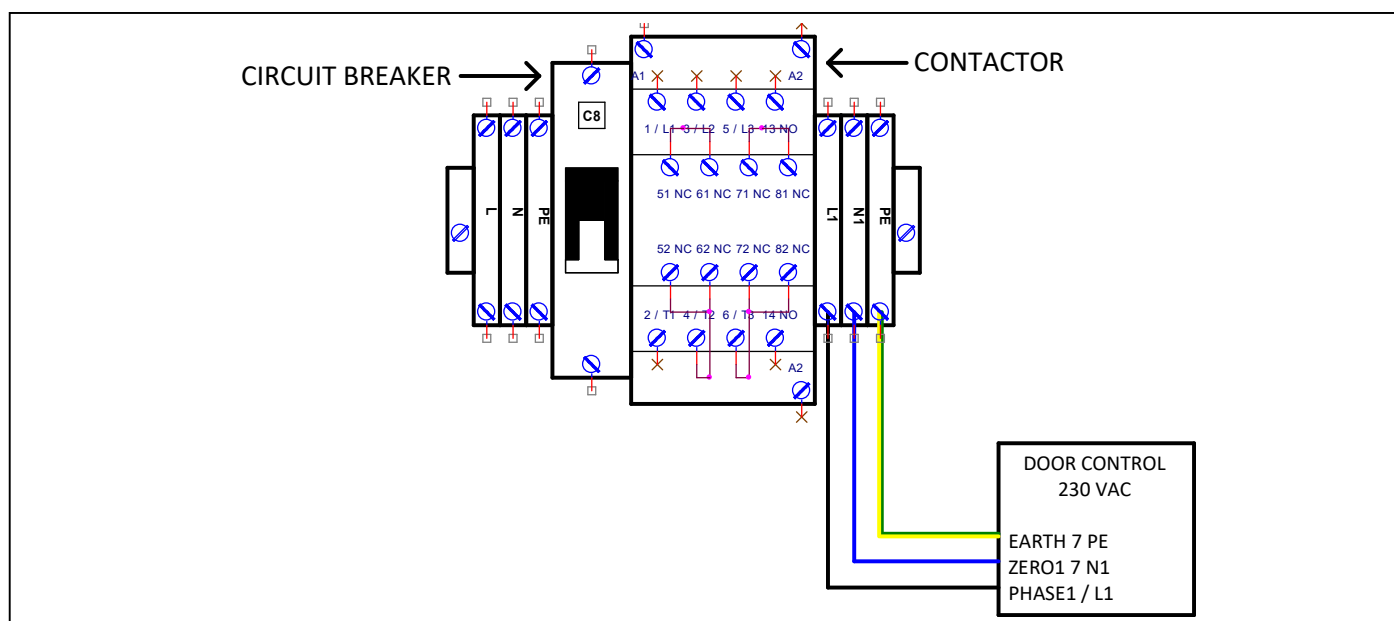 CIRCUIT BREAKER
CONTACTOR
A1
A2
C8
1 / L1 3 / L2 5 / L3 13 NO
51 NC 61 NC 71 NC 81 NC
L
N
PE
L1
N1
PE
52 NC 62 NC 72 NC 82 NC
2 / T1 4 / T2 6 / T3 14 NO
A2
DOOR CONTROL
230 VAC
EARTH 7 PE
ZERO1 7 N1
PHASE1 / L1